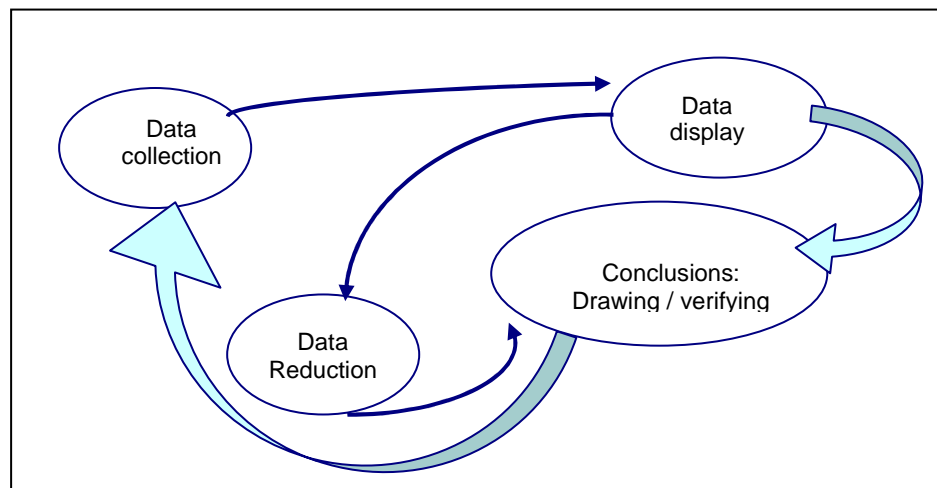 Data
collection
Data
display
Conclusions:
Drawing / verifying
Data
Reduction